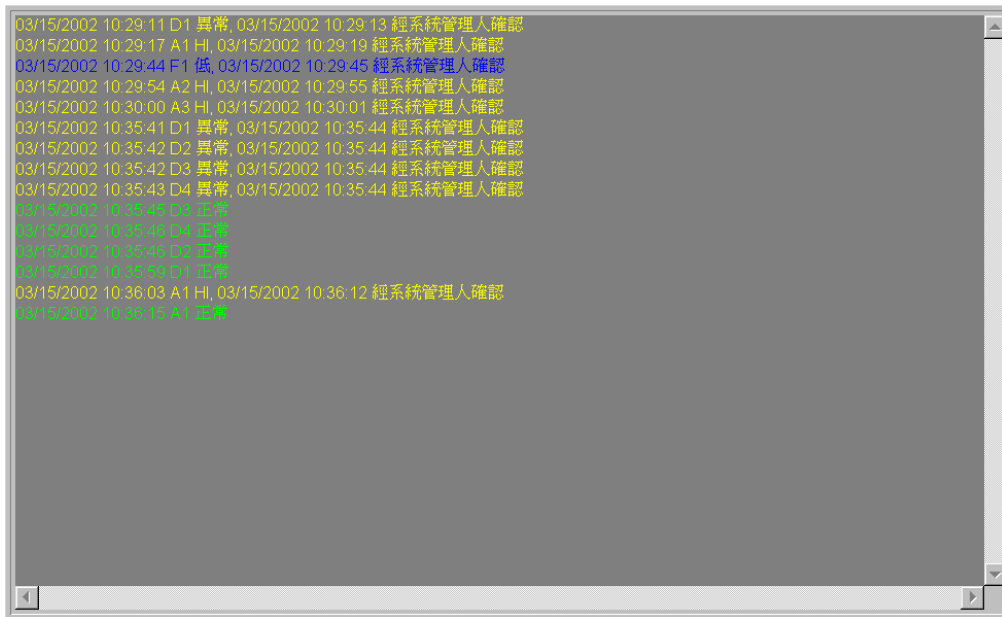 03/15/2002 10:29:11 D1 異常, 03/15/2002 10:29:13 經系統管理人確認
03/15/2002 10:29:17 A1 HI, 03/15/2002 10:29:19 經系統管理人確認
03/15/2002 10:29:44 F1 低, 03/15/2002 10:29:45 經系統管理人確認
03/15/2002 10:29:54 A2 HI, 03/15/2002 10:29:55 經系統管理人確認
03/15/2002 10:30:00 A3 HI, 03/15/2002 10:30:01 經系統管理人確認
03/15/2002 10:35:41 D1 異常, 03/15/2002 10:35:44 經系統管理人確認
03/15/2002 10:35:42 D2 異常, 03/15/2002 10:35:44 經系統管理人確認
03/15/2002 10:35:42 D3 異常, 03/15/2002 10:35:44 經系統管理人確認
03/15/2002 10:35:43 D4 異常, 03/15/2002 10:35:44 經系統管理人確認
03/15/2002 10:35:45 D3 正常
03/15/2002 10:35:46 D4 正常
03/15/2002 10:35:46 D2 正常
03/15/2002 10:35:59 D1 正常
03/15/2002 10:36:03 A1 HI, 03/15/2002 10:36:12 經系統管理人確認
03/15/2002 10:36:15 A1 正常